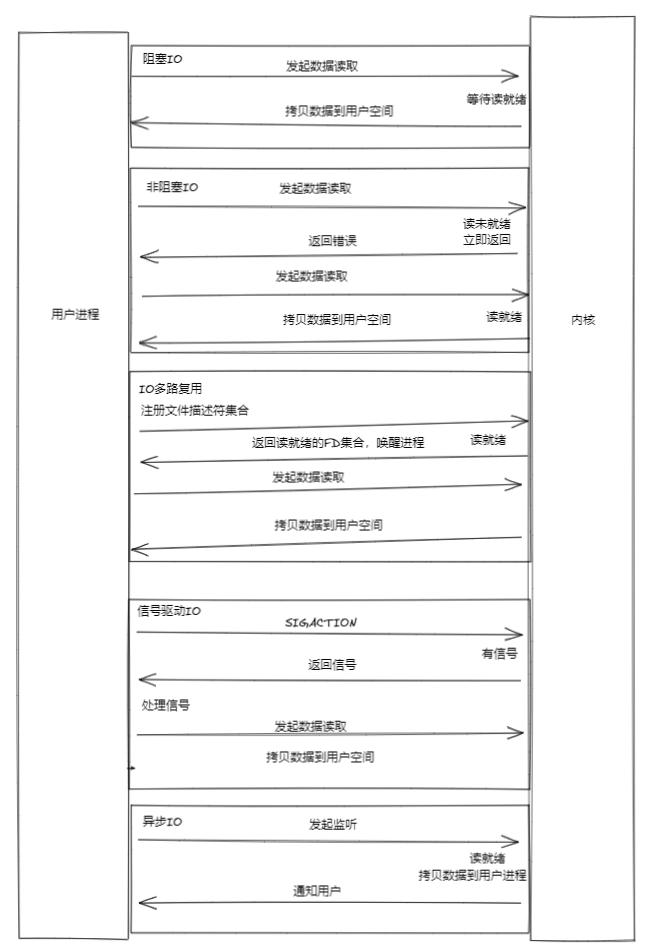 阻塞IO
发起数据读取
等待读就绪
拷贝数据到用户空间
非阻塞IO
发起数据读取
读未就绪
立即返回
返回错误
发起数据读取
读就绪
拷贝数据到用户空间
用户进程
内核
IO多路复用
注册文件描述符集合
返回读就绪的FD集合，唤醒进程
读就绪
发起数据读取
拷贝数据到用户空间
信号驱动IO
SIGACTION
有信号
返回信号
处理信号
发起数据读取
拷贝数据到用户空间
异步IO
发起监听
读就绪
拷贝数据到用户进程
通知用户